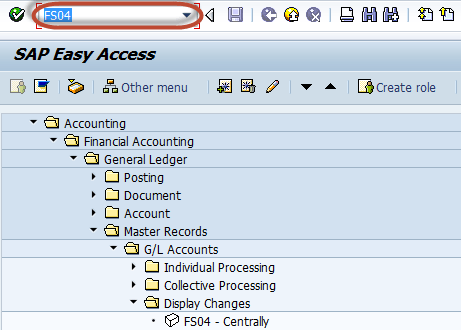 FS04
SAP Easy Access
Other menu Create role
Accounting
Financial Accounting
General Ledger
Posting
Document
Account
Master Records
G/L Accounts
Individual Processing
Collective Processing
Display Changes
FS04 - Centrally